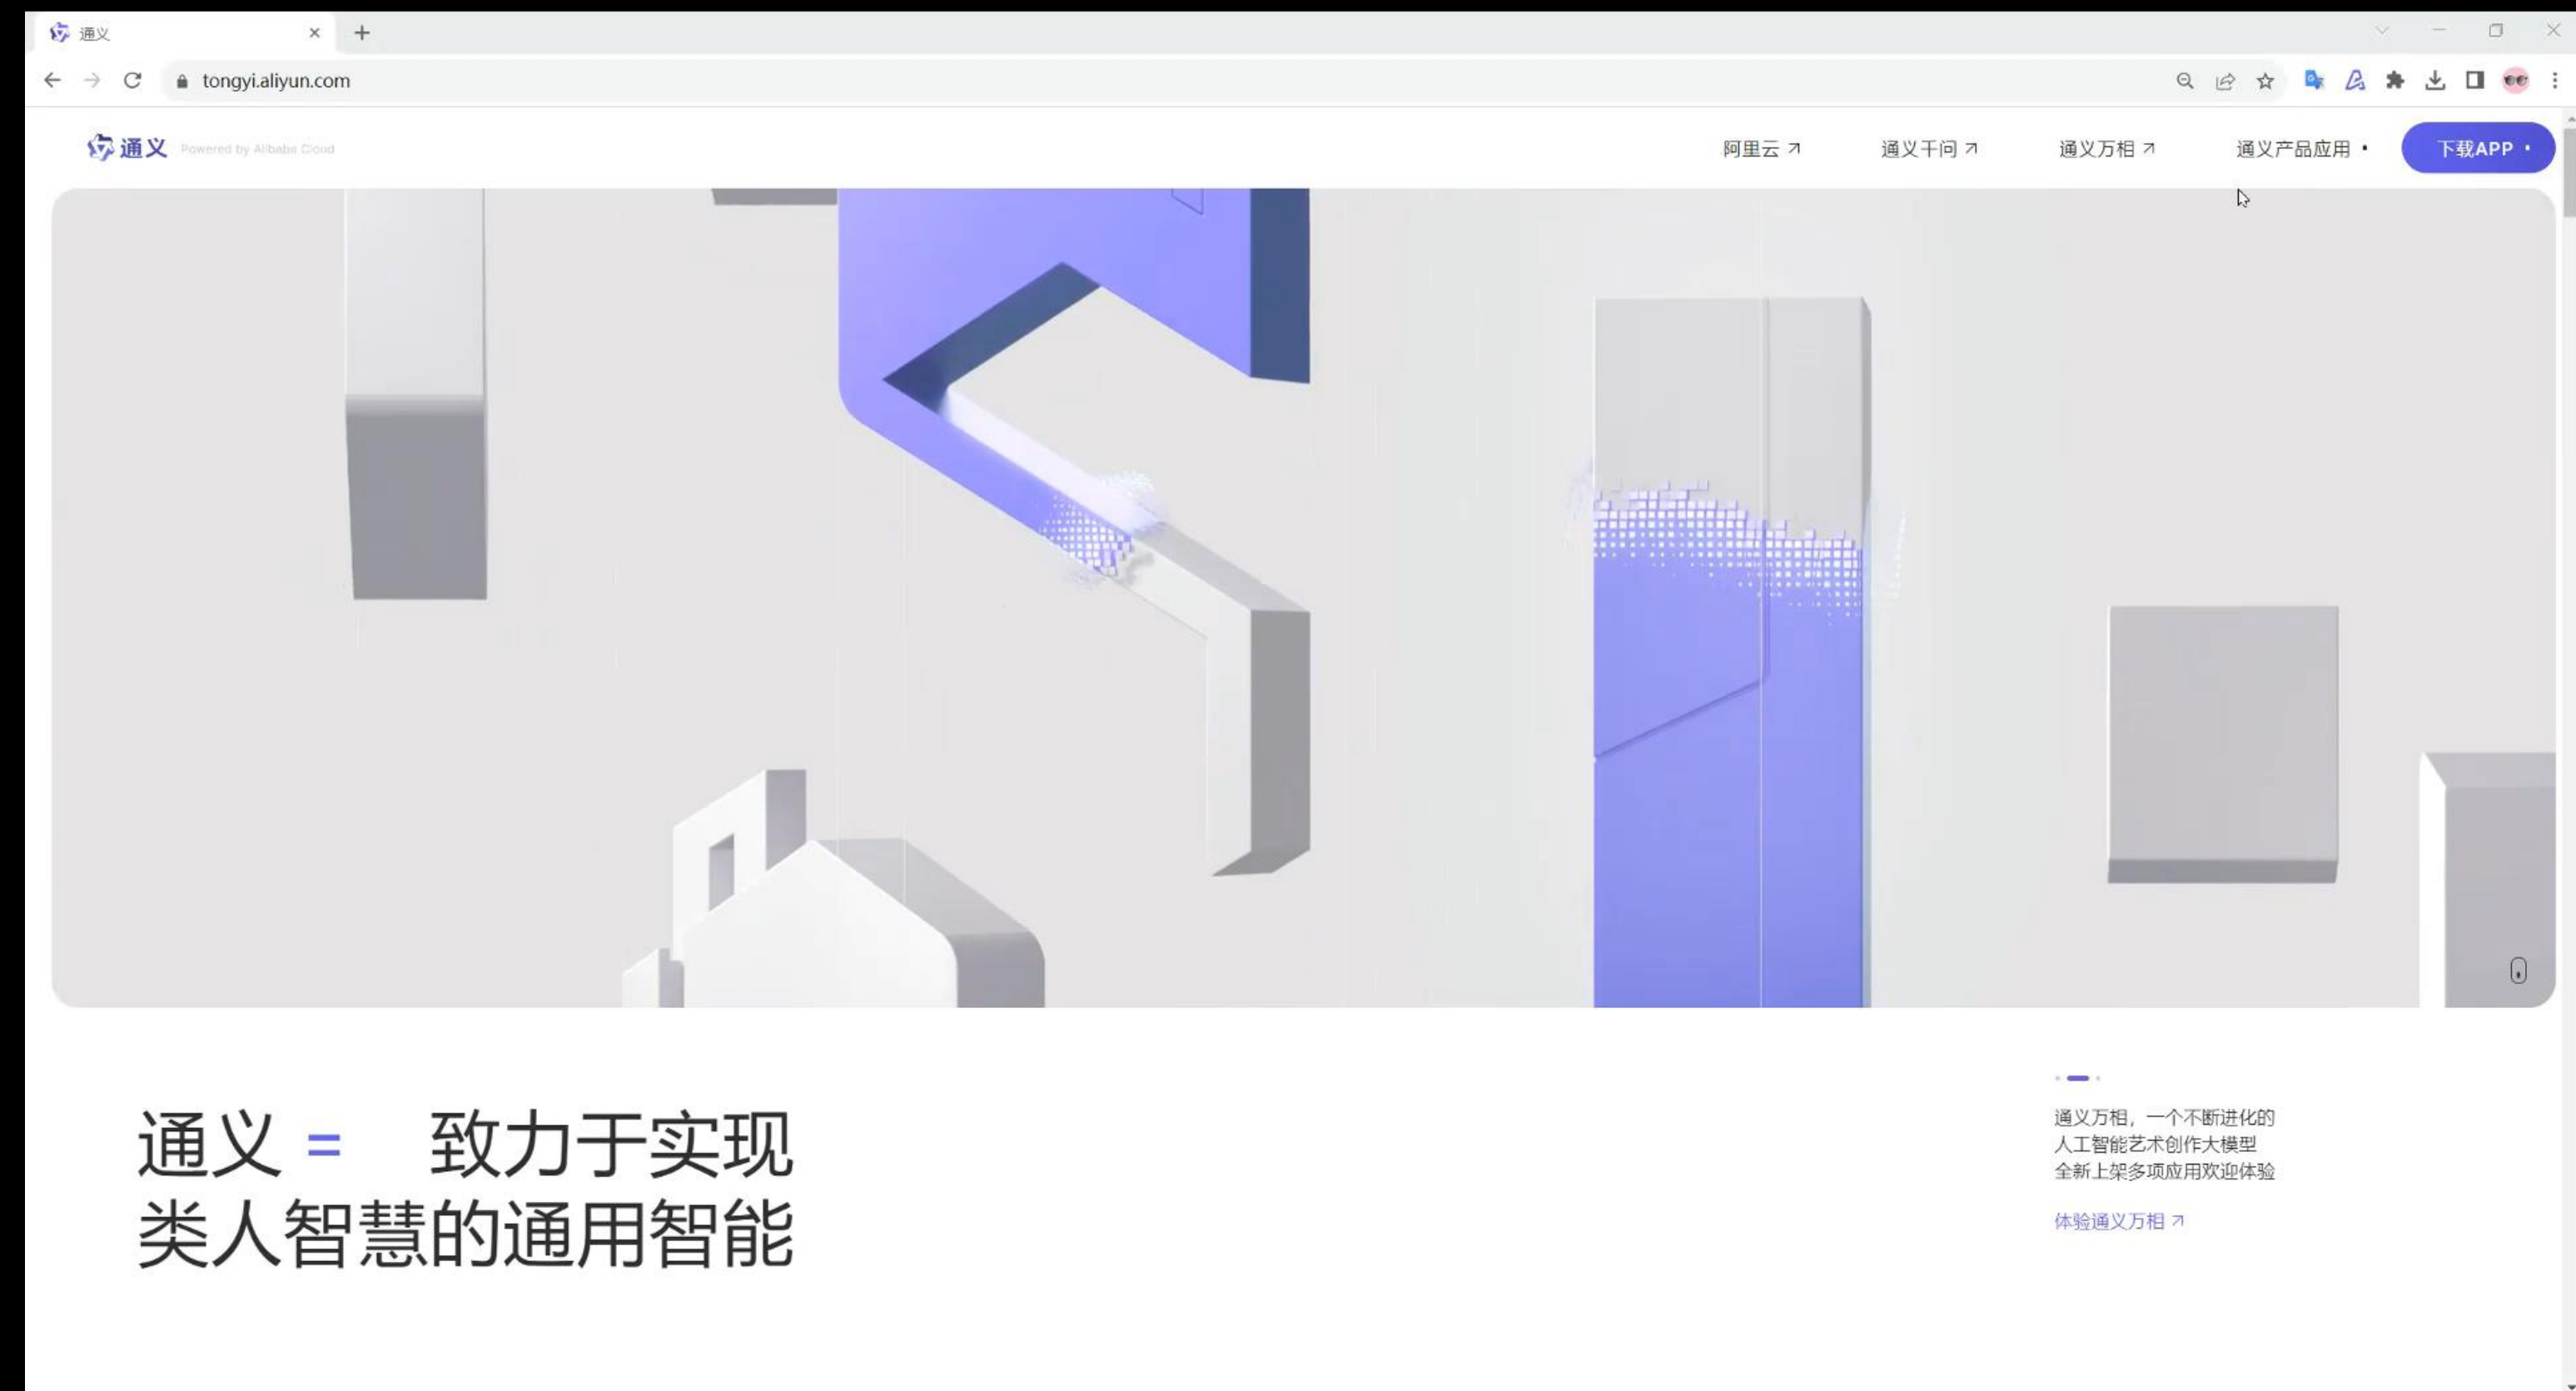 通义
tongyi.aliyun.com
通义 Powered by Alibaba Cloud
阿里云
通义千问
通义万相
通义产品应用
下载APP
通义 = 致力于实现
类人智慧的通用智能
通义万相，一个不断进化的
人工智能艺术创作大模型
全新上架多项应用欢迎体验
体验通义万相